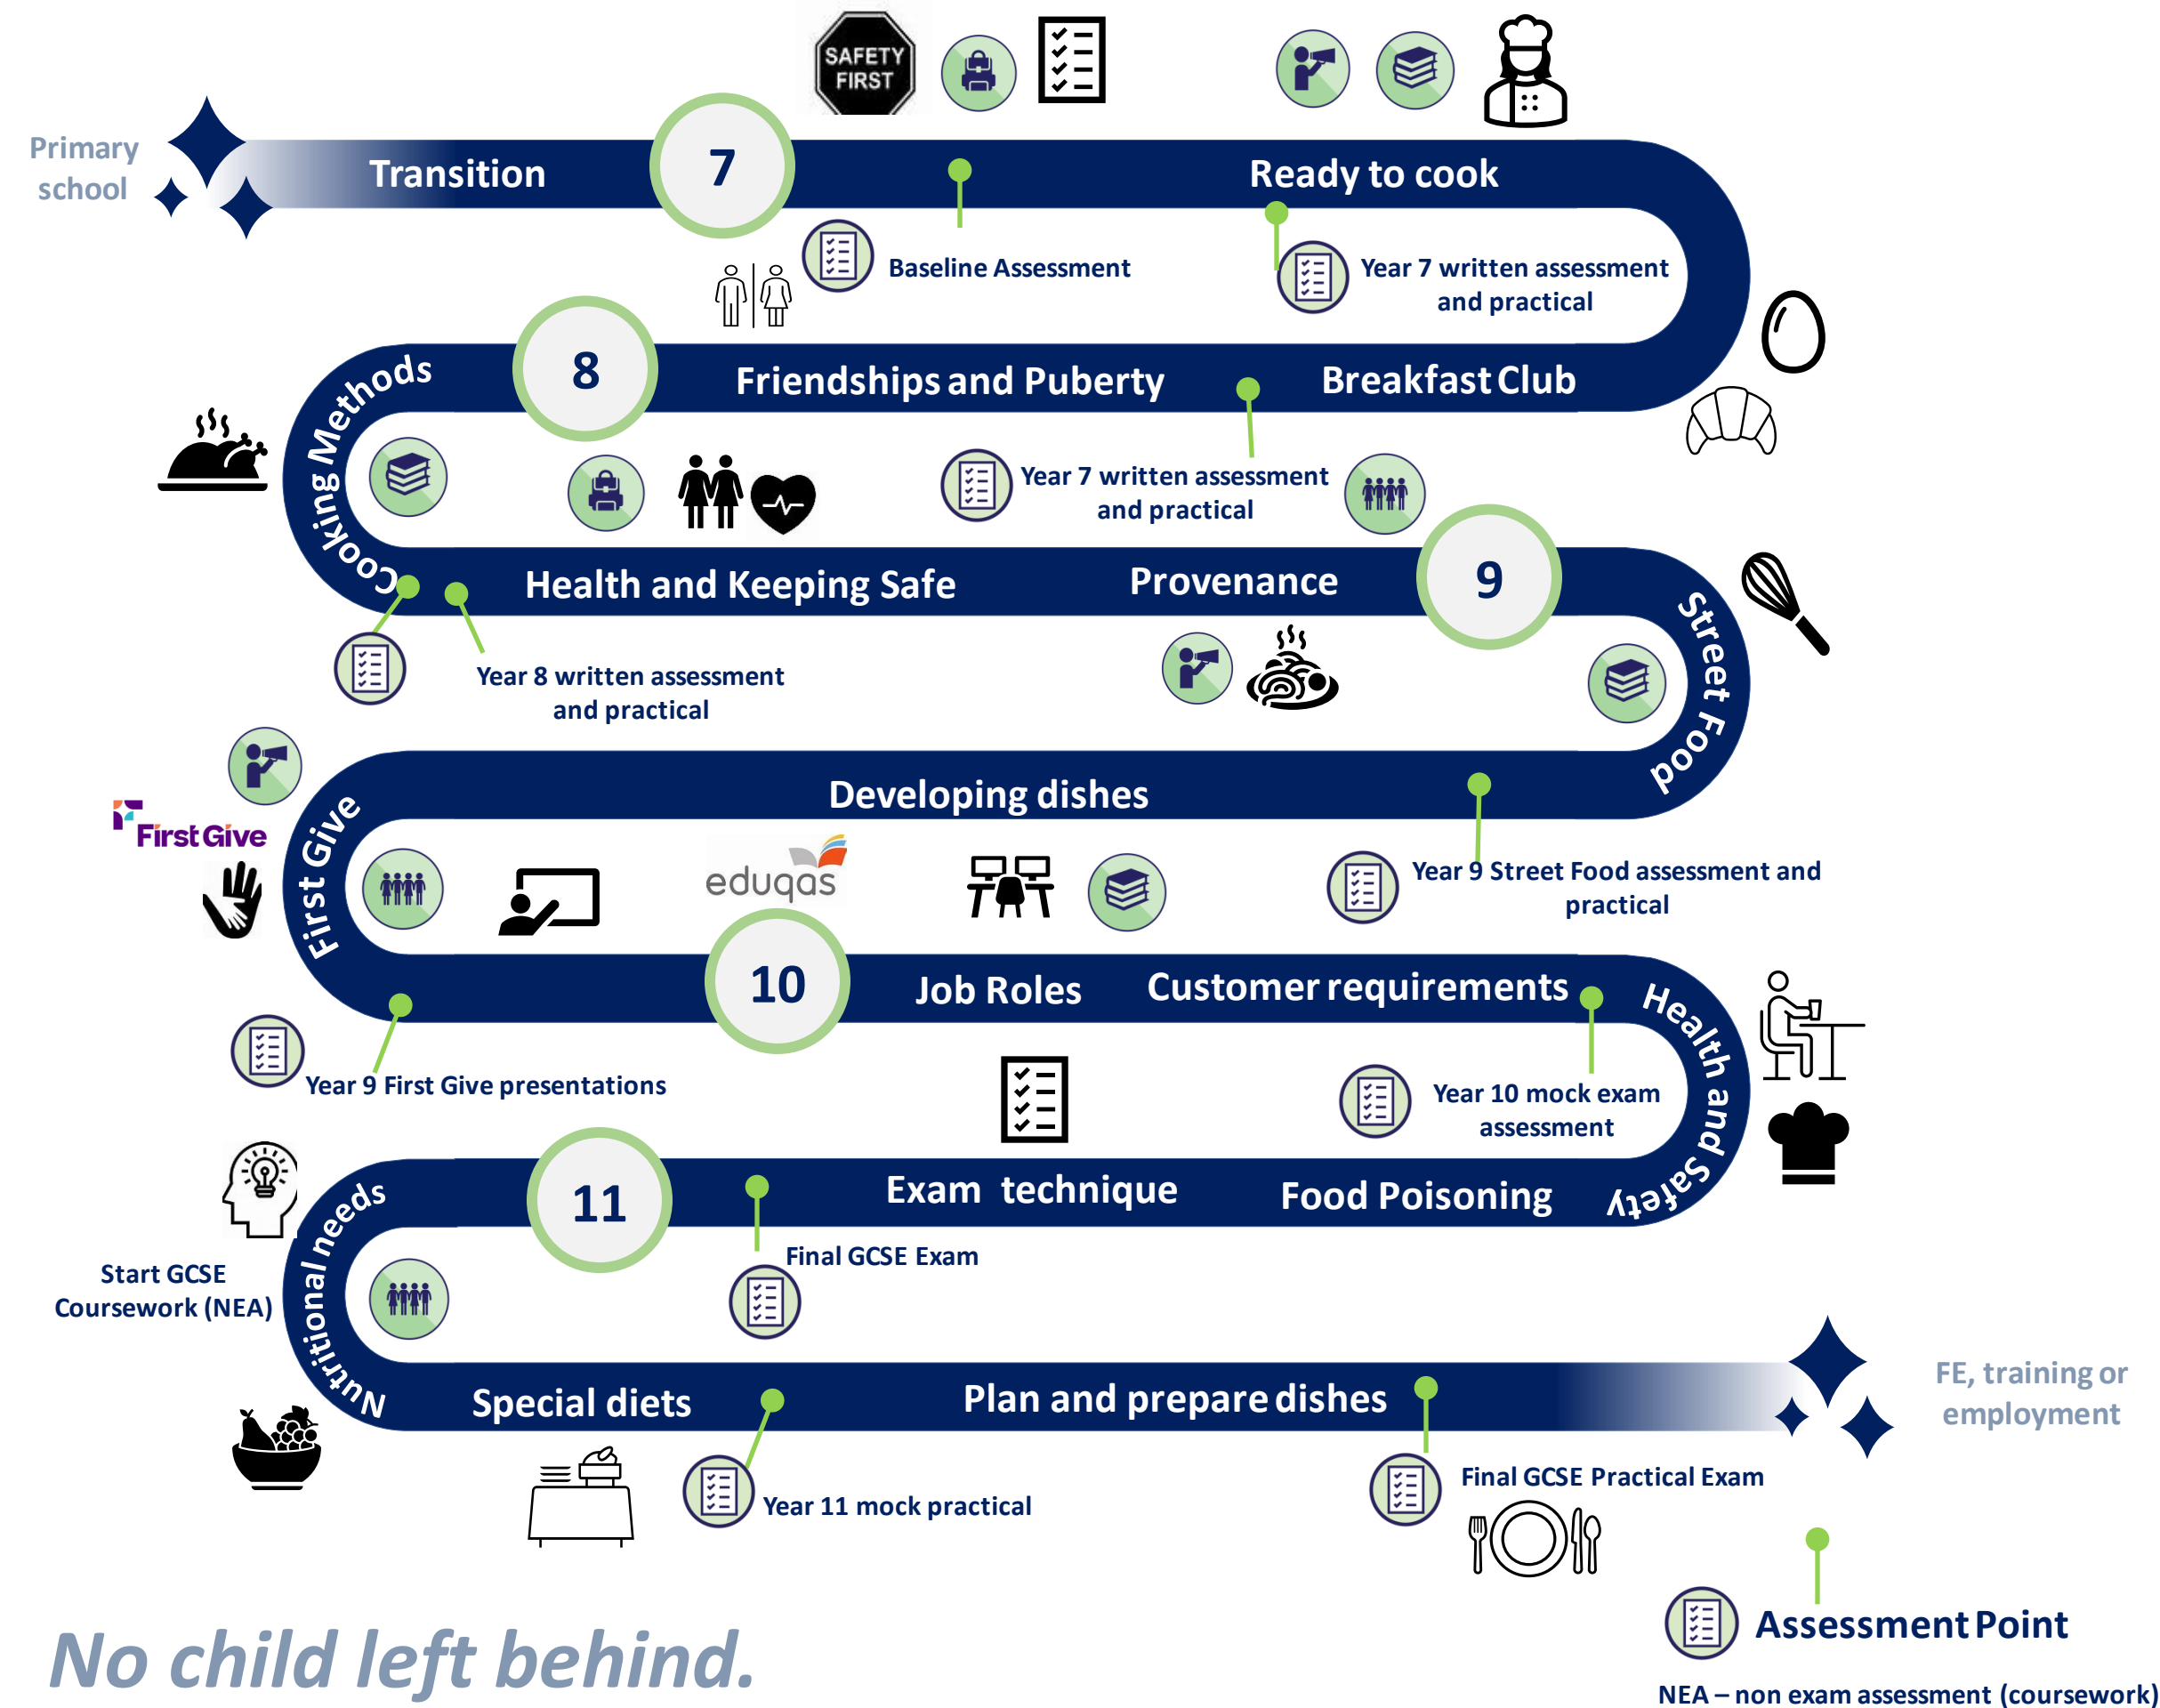 SAFETY
FIRST
Primary
school
Transition
7
Ready to cook
Baseline Assessment
Year 7 written assessment
and practical
Breakfast Club
Friendships and Puberty
8
Cooking Methods
Year 7 written assessment
and practical
Health and Keeping Safe
Provenance
9
Street Food
Year 8 written assessment
and practical
Developing dishes
First Give
First Give
eduqas
Year 9 Street Food assessment and
practical
10
Job Roles
Customer requirements
Health and Safety
Year 9 First Give presentations
Year 10 mock exam
assessment
Food Poisoning
Exam technique
11
Nutritional needs
Final GCSE Exam
Start GCSE
Coursework (NEA)
Special diets
Plan and prepare dishes
FE, training or
employment
Year 11 mock practical
Final GCSE Practical Exam
Assessment Point
No child left behind.
NEA – non exam assessment (coursework)